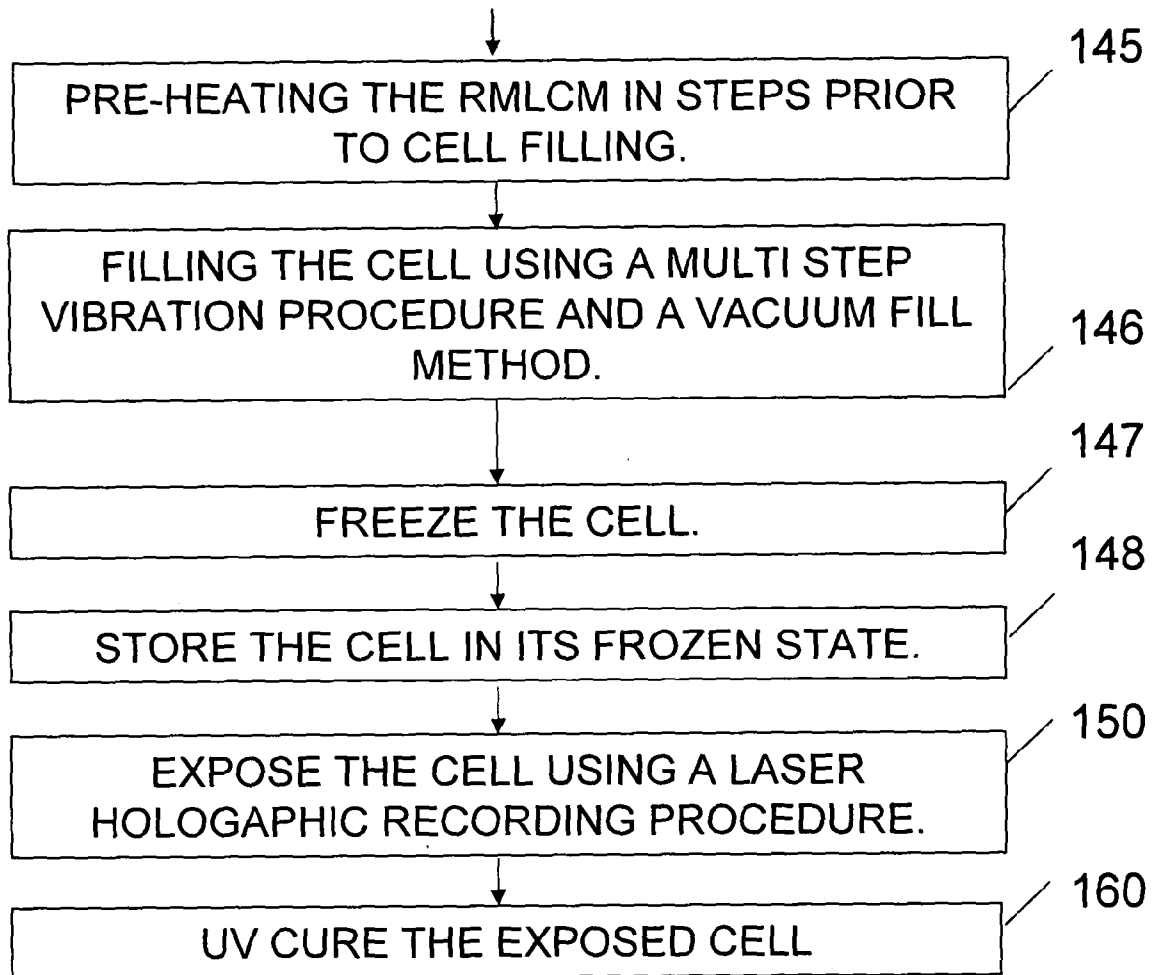 145
PRE-HEATING THE RMLCM IN STEPS PRIOR
TO CELL FILLING.
FILLING THE CELL USING A MULTI STEP
VIBRATION PROCEDURE AND A VACUUM FILL
METHOD.
146
147
FREEZE THE CELL.
148
STORE THE CELL IN ITS FROZEN STATE.
150
EXPOSE THE CELL USING A LASER
HOLOGAPHIC RECORDING PROCEDURE.
160
UV CURE THE EXPOSED CELL